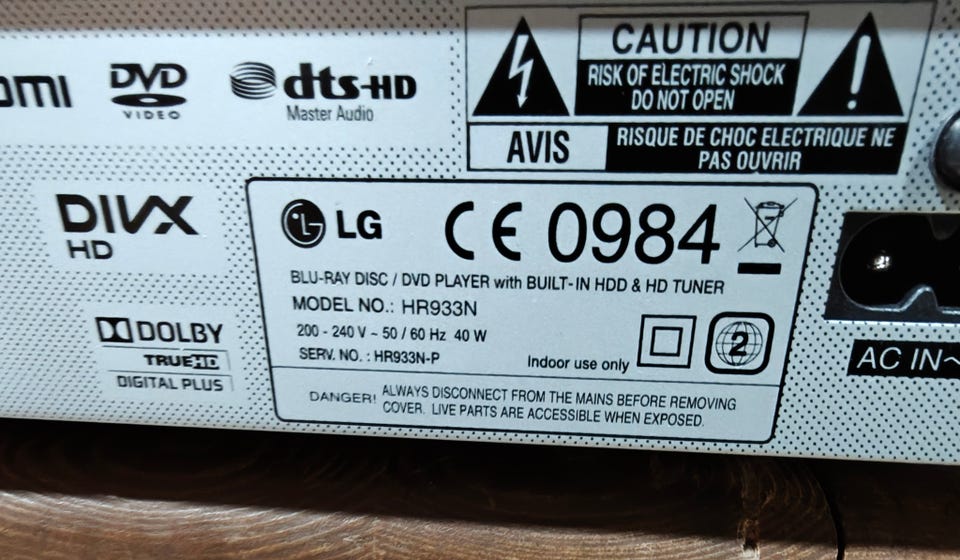 DVD
VIDEO
dts-HD
Master Audio
CAUTION
RISK OF ELECTRIC SHOCK
DO NOT OPEN
AVIS
RISQUE DE CHOC ELECTRIQUE NE
PAS OUVRIR
DIVX
HD
DOLBY
TRUEHD
DIGITAL PLUS
LG
CE 0984
BLU-RAY DISC / DVD PLAYER with BUILT-IN HDD & HD TUNER
MODEL NO.: HR933N
200 - 240 V ~ 50 / 60 Hz 40 W
SERV. NO. : HR933N-P
Indoor use only
2
DANGER! ALWAYS DISCONNECT FROM THE MAINS BEFORE REMOVING
COVER. LIVE PARTS ARE ACCESSIBLE WHEN EXPOSED.
AC IN~